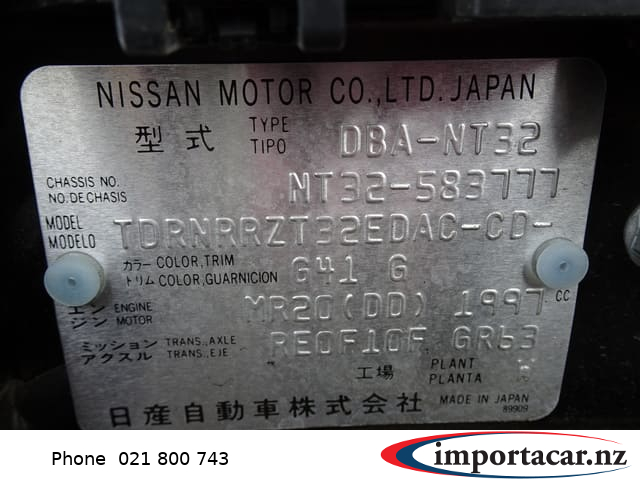 NISSAN MOTOR CO.,LTD.JAPAN
型式 TYPE TIPO DBA-NT32
CHASSIS NO. NO.DE CHASIS NT32-583777
MODEL MODELO TDRNRRZT32EDAC-CD-
カラー COLOR,TRIM トリム COLOR,GUARNICION G41 G
エンジン ENGINE MOTOR MR20(DD) 1997 CC
ミッション TRANS.,AXLE アクスル TRANS.,EJE RE0F10F GR63
工場 PLANT PLANTA
日産自動車株式会社 MADE IN JAPAN
89909
Phone 021 800 743
importacar.nz